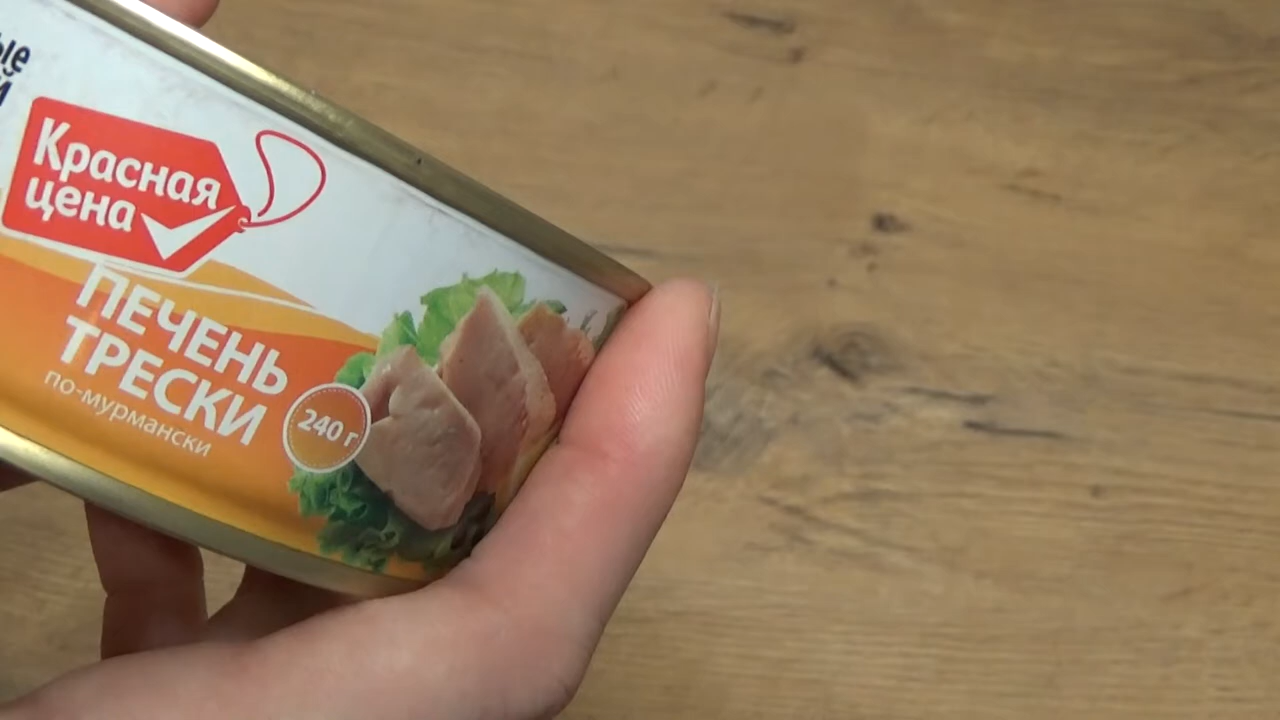 Красная
цена
ПЕЧЕНЬ
ТРЕСКИ
по-мурмански
240 г